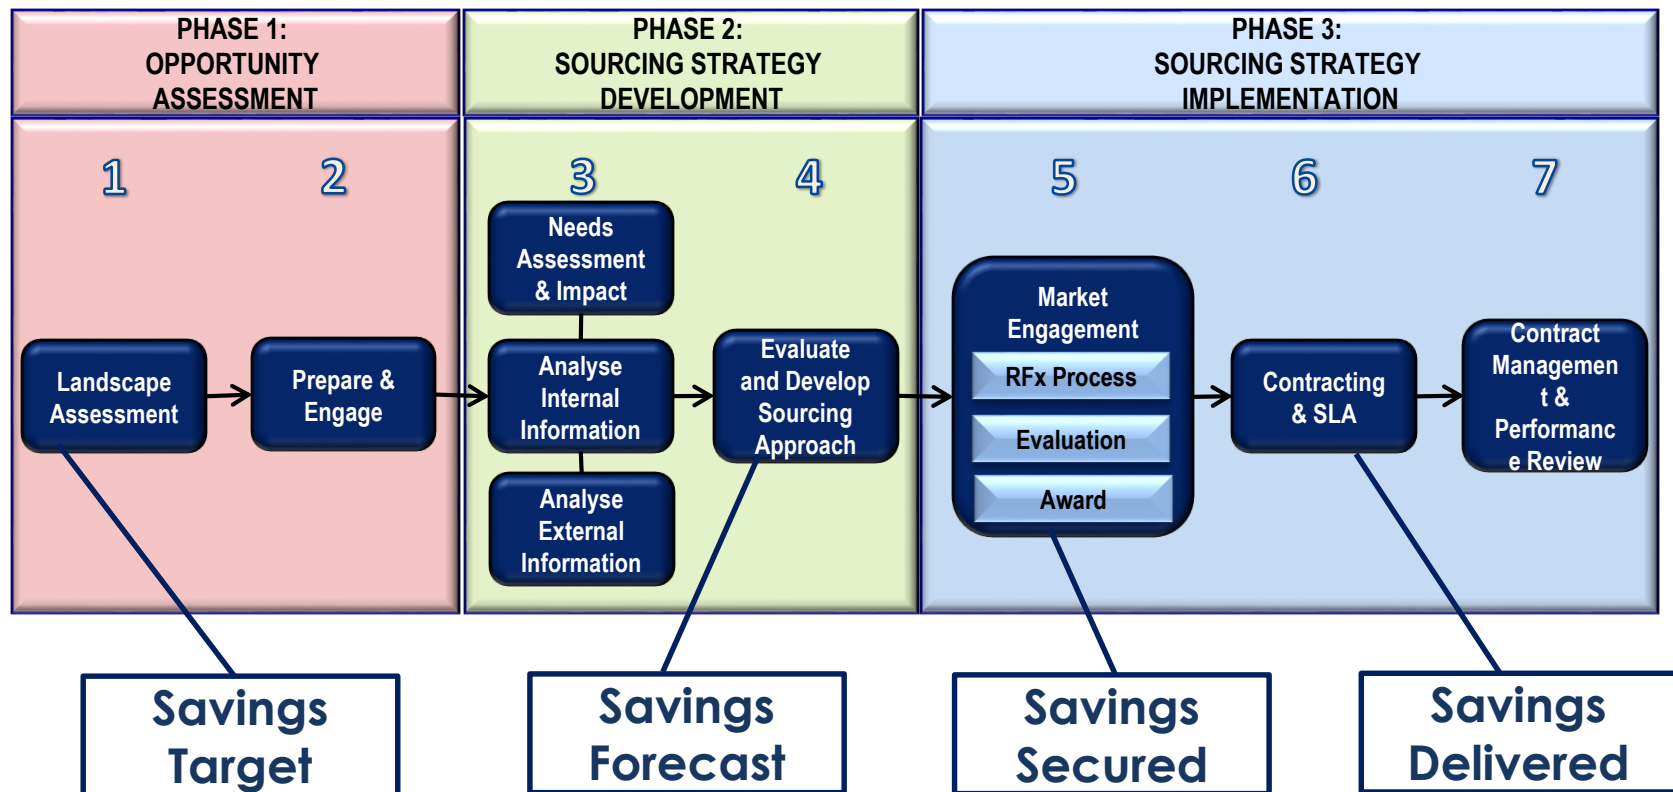 PHASE 1:
OPPORTUNITY
ASSESSMENT
PHASE 2:
SOURCING STRATEGY
DEVELOPMENT
PHASE 3:
SOURCING STRATEGY
IMPLEMENTATION
1
2
3
4
5
6
7
Landscape
Assessment
Prepare &
Engage
Needs
Assessment
& Impact
Analyse
Internal
Information
Analyse
External
Information
Evaluate
and Develop
Sourcing
Approach
Market
Engagement
RFx Process
Evaluation
Award
Contracting
& SLA
Contract
Managemen
t &
Performanc
e Review
Savings
Target
Savings
Forecast
Savings
Secured
Savings
Delivered